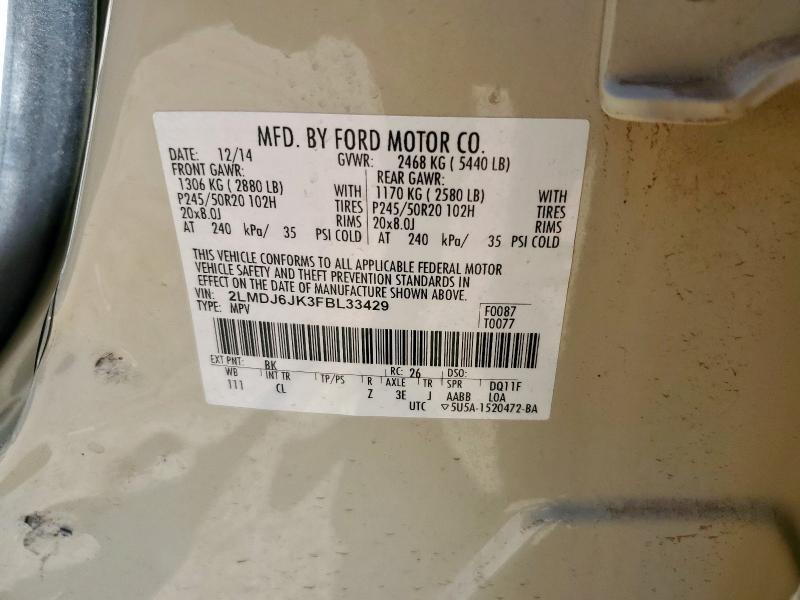 MFD. BY FORD MOTOR CO.
DATE: 12/14 GVWR: 2468 KG ( 5440 LB)
FRONT GAWR: REAR GAWR:
1306 KG ( 2880 LB) WITH 1170 KG ( 2580 LB) WITH
P245/50R20 102H TIRES P245/50R20 102H TIRES
20x8.0J RIMS 20x8.0J RIMS
AT 240 kPa/ 35 PSI COLD AT 240 kPa/ 35 PSI COLD
THIS VEHICLE CONFORMS TO ALL APPLICABLE FEDERAL MOTOR
VEHICLE SAFETY AND THEFT PREVENTION STANDARDS IN
EFFECT ON THE DATE OF MANUFACTURE SHOWN ABOVE.
VIN: 2LMDJ6JK3FBL33429 F0087
TYPE: MPV T0077
EXT PNT: BK RC: 26 DSO:
WB INT TR TP/PS R AXLE TR SPR DQ11F
111 CL Z 3E J AABB LOA
UTC ▽5U5A-1520472-BA